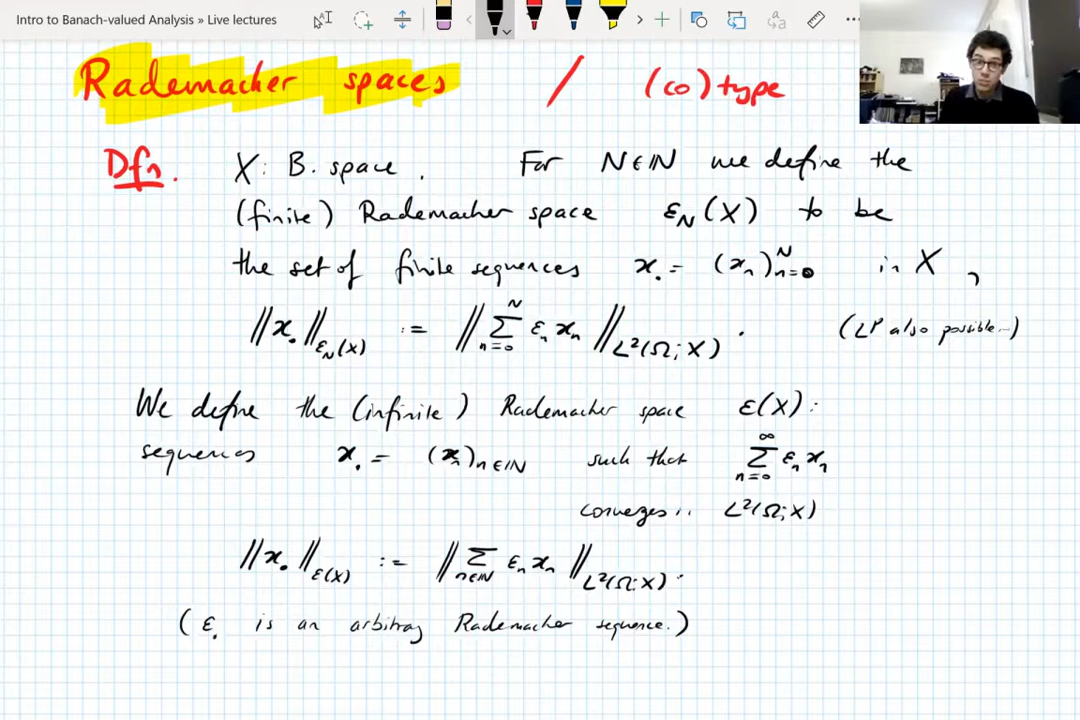 Intro to Banach-valued Analysis » Live lectures
Rademacher spaces / (co)type
Dfn. X: B. space. For N∈ℕ we define the
(finite) Rademacher space ε_N(X) to be
the set of finite sequences x. = (x_n)_{n=0}^N in X,
‖x.‖_{ε_N(X)} := ‖∑_{n=0}^N ε_n x_n‖_{L²(Ω;X)}. (L^p also possible...)
We define the (infinite) Rademacher space ε(X):
sequences x. = (x_n)_{n∈ℕ} such that ∑_{n=0}^∞ ε_n x_n
converges in L²(Ω;X)
‖x.‖_{ε(X)} := ‖∑_{n∈ℕ} ε_n x_n‖_{L²(Ω;X)}.
(ε. is an arbitray Rademacher sequence.)